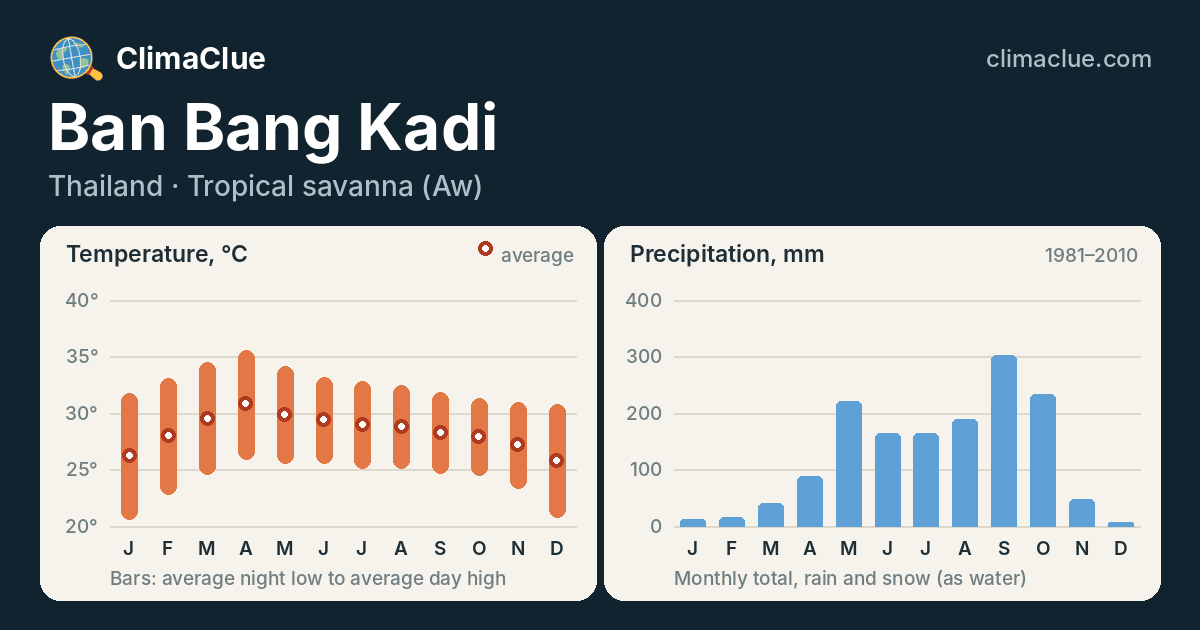 ClimaClue
climaclue.com
Ban Bang Kadi
Thailand · Tropical savanna (Aw)
Temperature, °C
average
40°
35°
30°
25°
20°
J F M A M J J A S O N D
Bars: average night low to average day high
Precipitation, mm
1981–2010
400
300
200
100
0
J F M A M J J A S O N D
Monthly total, rain and snow (as water)